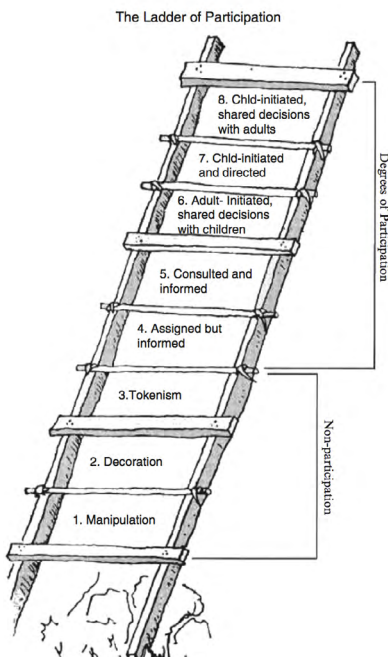 The Ladder of Participation
8. Chld-initiated,
shared decisions
with adults
7. Chld-initiated
and directed
6. Adult- Initiated,
shared decisions
with children
5. Consulted and
informed
4. Assigned but
informed
3.Tokenism
2. Decoration
1. Manipulation
Degrees of Participation
Non-participation